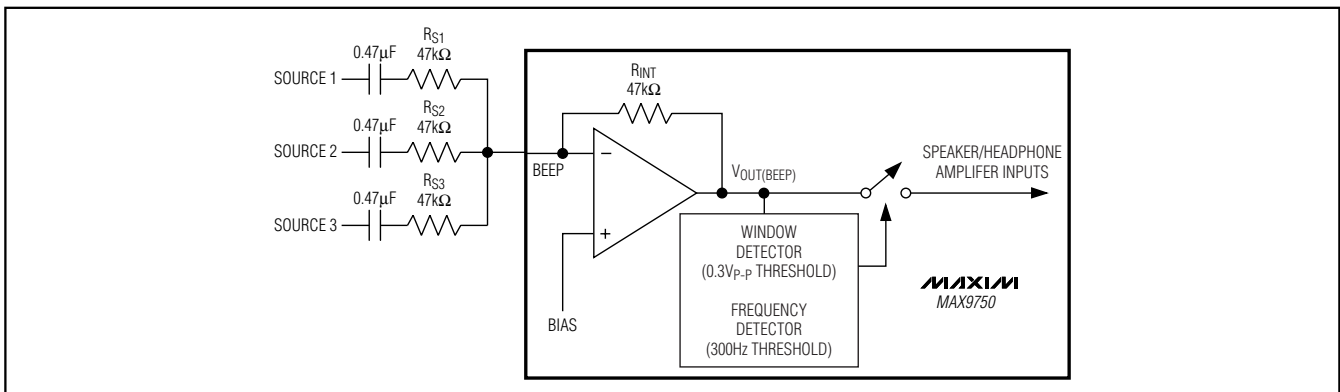 RS1
0.47µF
47kΩ
SOURCE 1
RS2
0.47µF
47kΩ
SOURCE 2
RS3
0.47µF
47kΩ
SOURCE 3
BEEP
RINT
47kΩ
−
+
BIAS
VOUT(BEEP)
WINDOW
DETECTOR
(0.3VP-P THRESHOLD)
FREQUENCY
DETECTOR
(300Hz THRESHOLD)
SPEAKER/HEADPHONE
AMPLIFER INPUTS
MAXIM
MAX9750